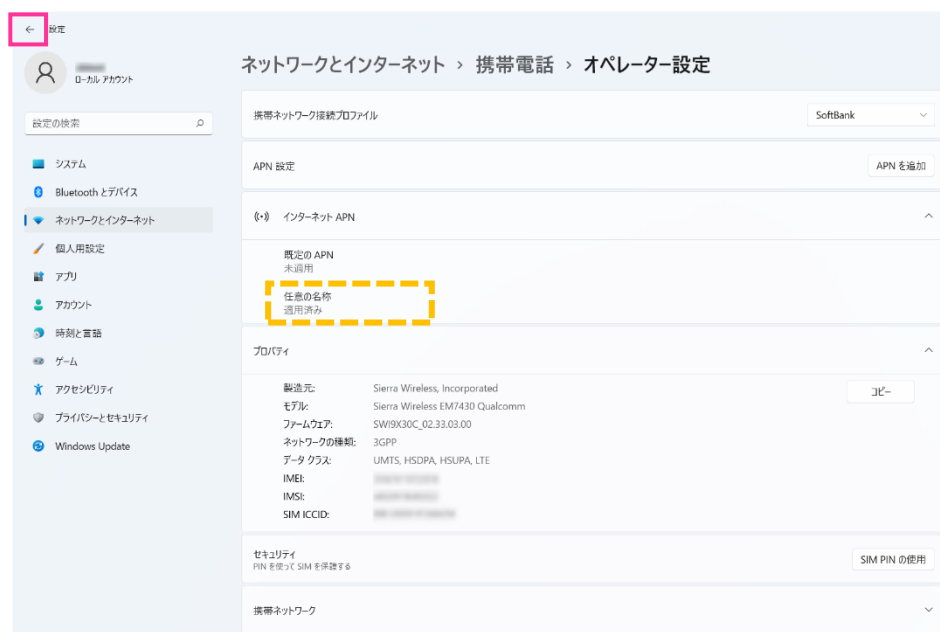 ← 設定
ローカル アカウント
設定の検索
システム
Bluetooth とデバイス
ネットワークとインターネット
個人用設定
アプリ
アカウント
時刻と言語
ゲーム
アクセシビリティ
プライバシーとセキュリティ
Windows Update
ネットワークとインターネット › 携帯電話 › オペレーター設定
携帯ネットワーク接続プロファイル SoftBank
APN 設定 APN を追加
インターネット APN
既定の APN
未適用
任意の名称
適用済み
プロパティ
製造元: Sierra Wireless, Incorporated コピー
モデル: Sierra Wireless EM7430 Qualcomm
ファームウェア: SWI9X30C_02.33.03.00
ネットワークの種類: 3GPP
データ クラス: UMTS, HSDPA, HSUPA, LTE
IMEI:
IMSI:
SIM ICCID:
セキュリティ SIM PIN の使用
PIN を使って SIM を保護する
携帯ネットワーク